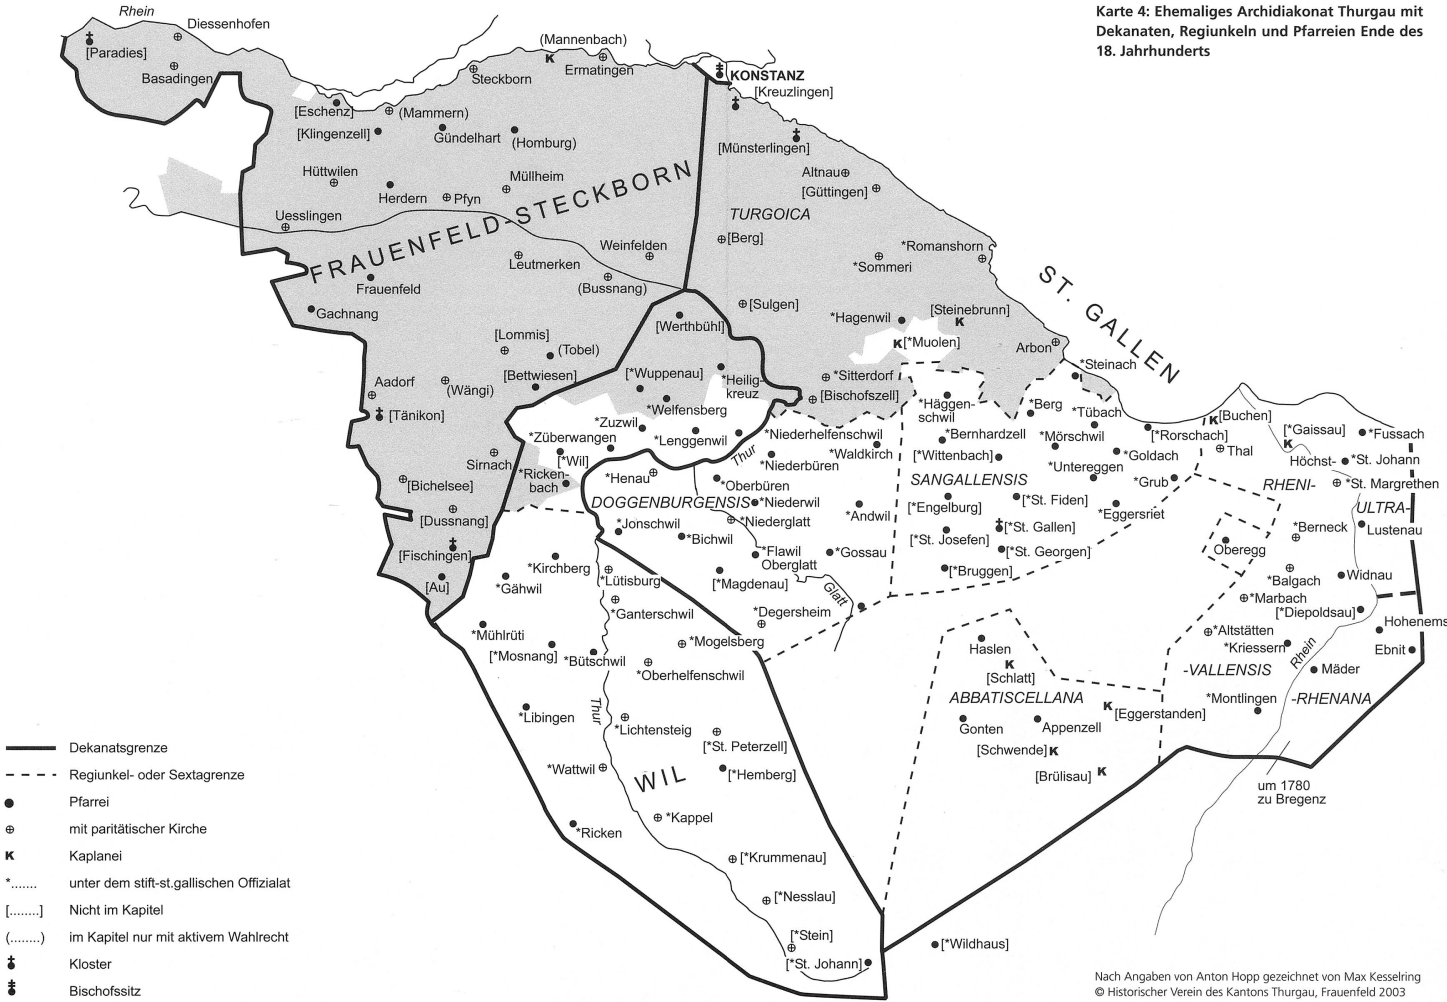 Karte 4: Ehemaliges Archidiakonat Thurgau mit
Dekanaten, Regiunkeln und Pfarreien Ende des
18. Jahrhunderts
Rhein
Diessenhofen
[Paradies]
Basadingen
(Mannenbach)
Ermatingen
Steckborn
KONSTANZ
[Kreuzlingen]
[Eschenz]
(Mammern)
[Klingenzell]
Gündelhart
(Homburg)
[Münsterlingen]
Altnau
[Güttingen]
Hüttwilen
Herdern
Pfyn
Müllheim
Uesslingen
FRAUENFELD-STECKBORN
TURGOICA
[Berg]
Weinfelden
Leutmerken
(Bussnang)
*Romanshorn
*Sommeri
Frauenfeld
Gachnang
[Sulgen]
[Werthbühl]
*Hagenwil
[Steinebrunn]
K
[*Muolen]
Arbon
ST. GALLEN
[Lommis]
(Tobel)
[Bettwiesen]
Aadorf
(Wängi)
[Tänikon]
[*Wuppenau]
*Heilig-
kreuz
*Welfensberg
*Sitterdorf
[Bischofszell]
*Steinach
*Häggen-
schwil
*Berg
*Tübach
*Zuzwil
*Züberwangen
*Lenggenwil
*Niederhelfenschwil
*Waldkirch
*Bernhardzell
*Mörschwil
[*Rorschach]
[Buchen]
Thal
[*Gaissau]
*Fussach
Sirnach
[*Wil]
*Ricken-
bach
*Henau
Thur
*Niederbüren
*Oberbüren
[*Wittenbach]
*Untereggen
*Goldach
*Grub
Höchst-
*St. Johann
*St. Margrethen
[Bichelsee]
[Dussnang]
DOGGENBURGENSIS
*Niederwil
*Niederglatt
*Andwil
SANGALLENSIS
[*Engelburg]
[*St. Fiden]
*Eggersriet
RHENI-
ULTRA-
*Berneck
Lustenau
[Fischingen]
[Au]
*Jonschwil
*Bichwil
*Flawil
Oberglatt
*Gossau
[*St. Josefen]
[*St. Gallen]
[*St. Georgen]
[*Bruggen]
Oberegg
*Balgach
Widnau
*Marbach
[*Diepoldsau]
*Kirchberg
*Gähwil
*Lütisburg
*Ganterschwil
[*Magdenau]
*Degersheim
Glatt
Hohenems
Ebnit
*Mühlrüti
[*Mosnang]
*Bütschwil
*Mogelsberg
*Oberhelfenschwil
Haslen
[Schlatt]
ABBATISCELLANA
*Altstätten
*Kriessern
Rhein
-VALLENSIS
Mäder
-RHENANA
*Montlingen
*Libingen
Thur
*Lichtensteig
[*St. Peterzell]
[*Hemberg]
Gonten
Appenzell
[Eggerstanden]
[Schwende]
[Brülisau]
*Wattwil
WIL
*Ricken
*Kappel
[*Krummenau]
[*Nesslau]
[*Stein]
[*St. Johann]
[*Wildhaus]
um 1780
zu Bregenz
Dekanatsgrenze
Regiunkel- oder Sextagrenze
Pfarrei
mit paritätischer Kirche
K Kaplanei
*....... unter dem stift-st.gallischen Offizialat
[........] Nicht im Kapitel
(........) im Kapitel nur mit aktivem Wahlrecht
Kloster
Bischofssitz
Nach Angaben von Anton Hopp gezeichnet von Max Kesselring
© Historischer Verein des Kantons Thurgau, Frauenfeld 2003